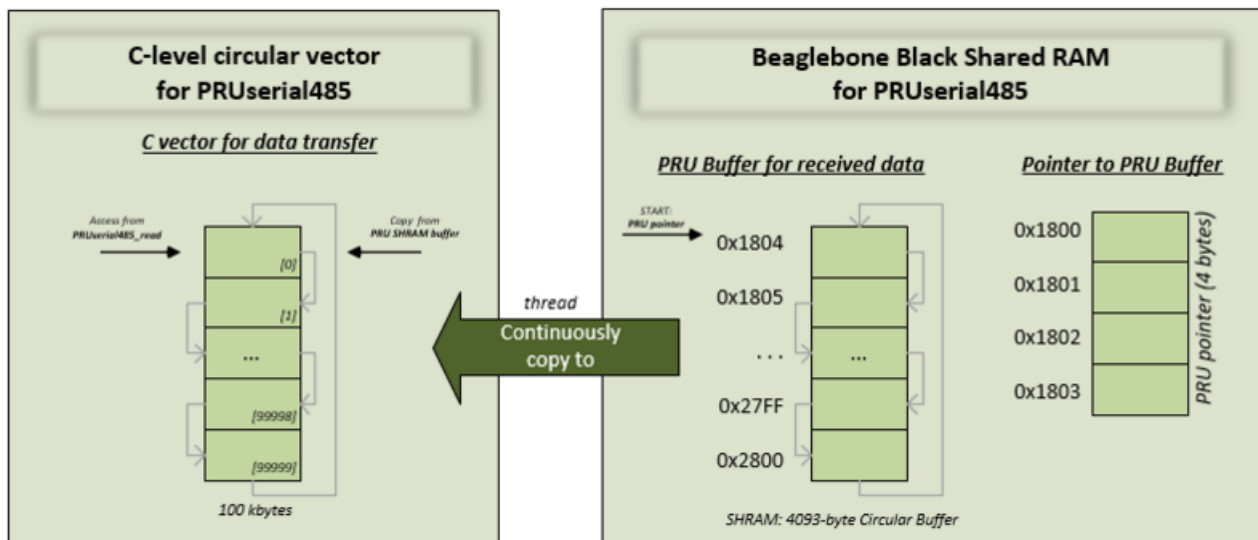 C-level circular vector
for PRUserial485
C vector for data transfer
Access from
PRUserial485_read
Copy from
PRU SHRAM buffer
[0]
[1]
...
[99998]
[99999]
100 kbytes
thread
Continuously
copy to
Beaglebone Black Shared RAM
for PRUserial485
PRU Buffer for received data
START:
PRU pointer
0x1804
0x1805
...
...
0x27FF
0x2800
SHRAM: 4093-byte Circular Buffer
Pointer to PRU Buffer
0x1800
0x1801
0x1802
0x1803
PRU pointer (4 bytes)